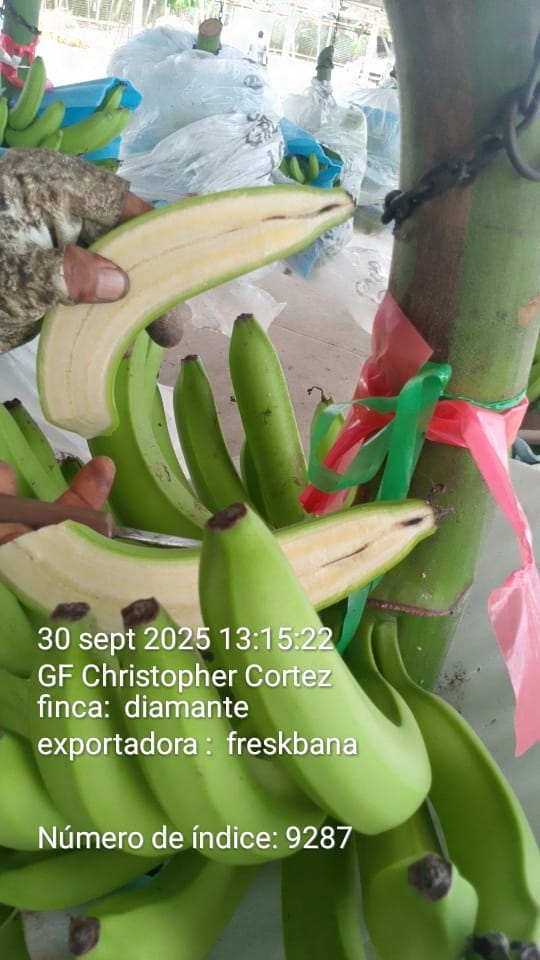 30 sept 2025 13:15:22
GF Christopher Cortez
finca:  diamante
exportadora :  freskbana
Número de índice: 9287